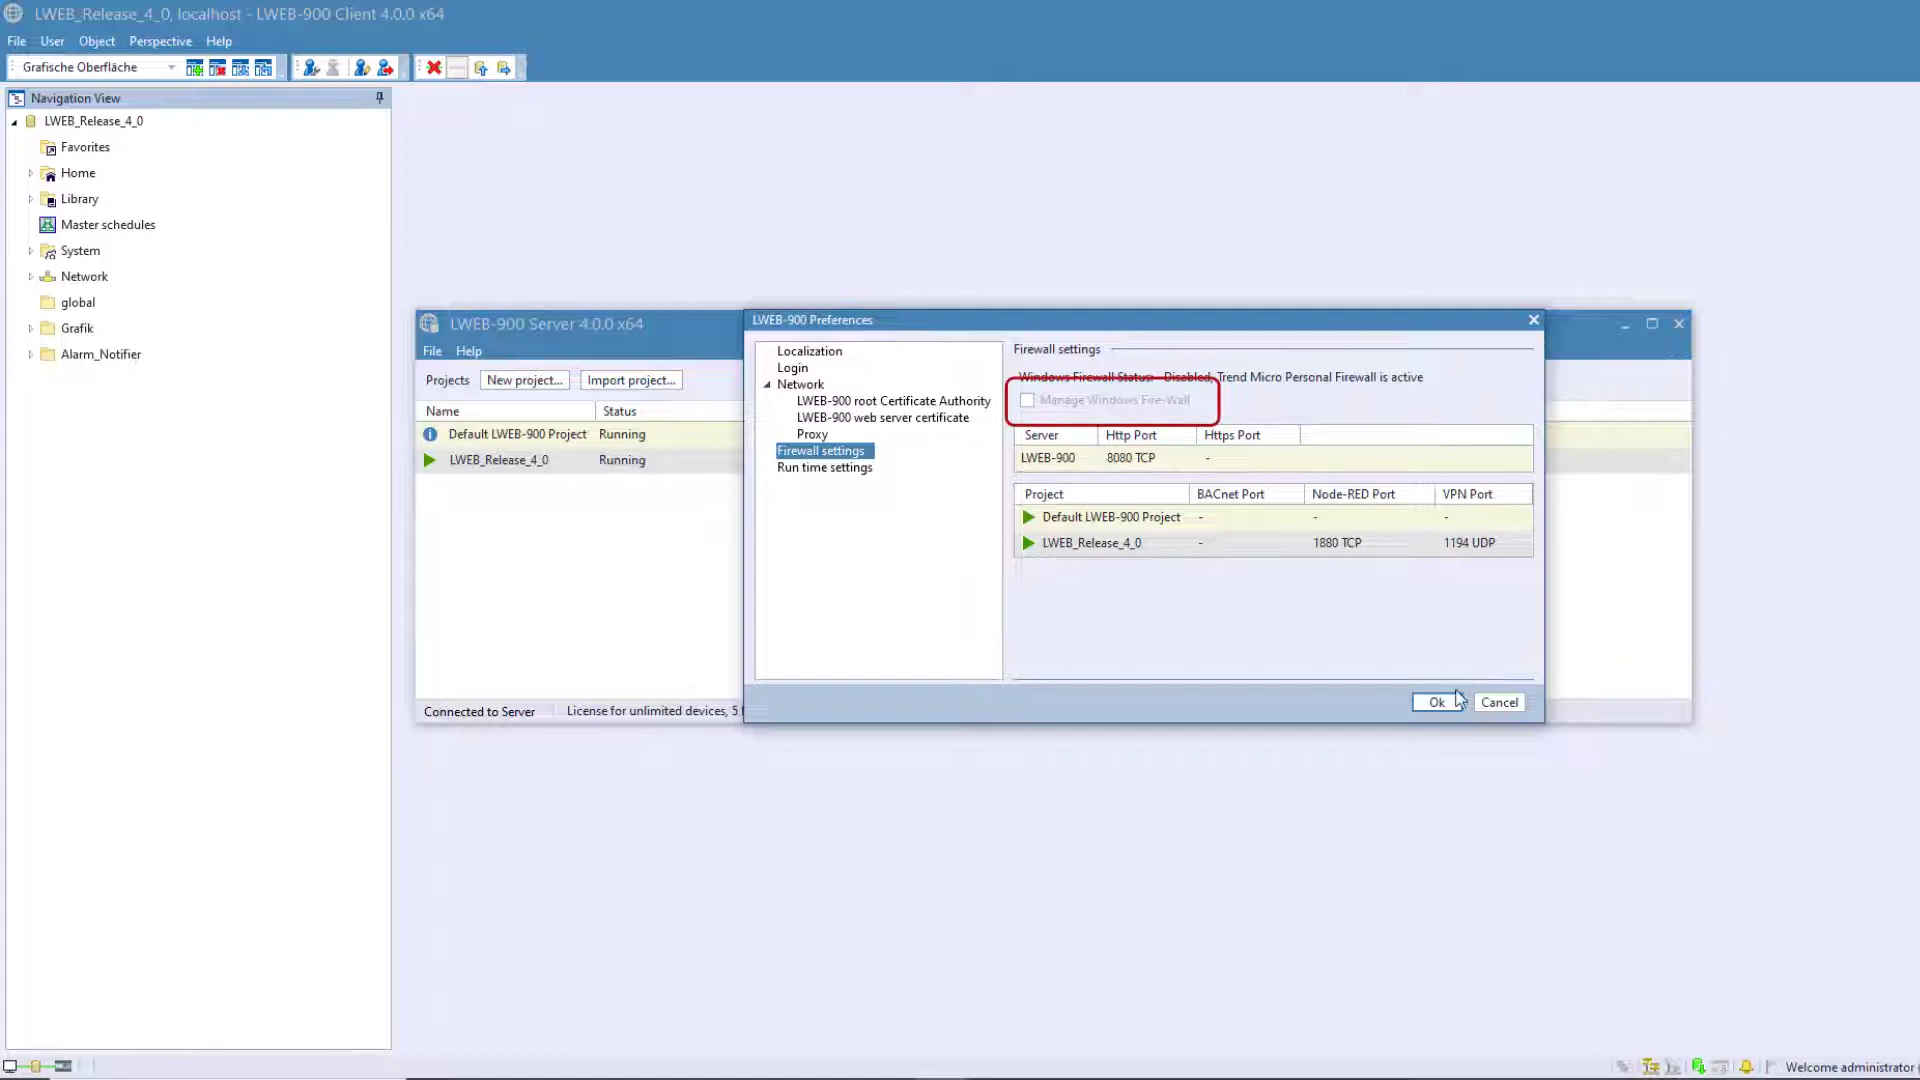 LWEB_Release_4_0, localhost - LWEB-900 Client 4.0.0 x64
File User Object Perspective Help
Grafische Oberfläche
Navigation View
LWEB_Release_4_0
Favorites
Home
Library
Master schedules
System
Network
global
Grafik
Alarm_Notifier
LWEB-900 Server 4.0.0 x64
File Help
Projects New project... Import project...
Name Status
Default LWEB-900 Project Running
LWEB_Release_4_0 Running
Connected to Server License for unlimited devices, 5
LWEB-900 Preferences
Localization
Login
Network
LWEB-900 root Certificate Authority
LWEB-900 web server certificate
Proxy
Firewall settings
Run time settings
Firewall settings
Windows Firewall Status: Disabled, Trend Micro Personal Firewall is active
Manage Windows Fire-Wall
Server Http Port Https Port
LWEB-900 8080 TCP -
Project BACnet Port Node-RED Port VPN Port
Default LWEB-900 Project - - -
LWEB_Release_4_0 - 1880 TCP 1194 UDP
Ok Cancel
Welcome administrator